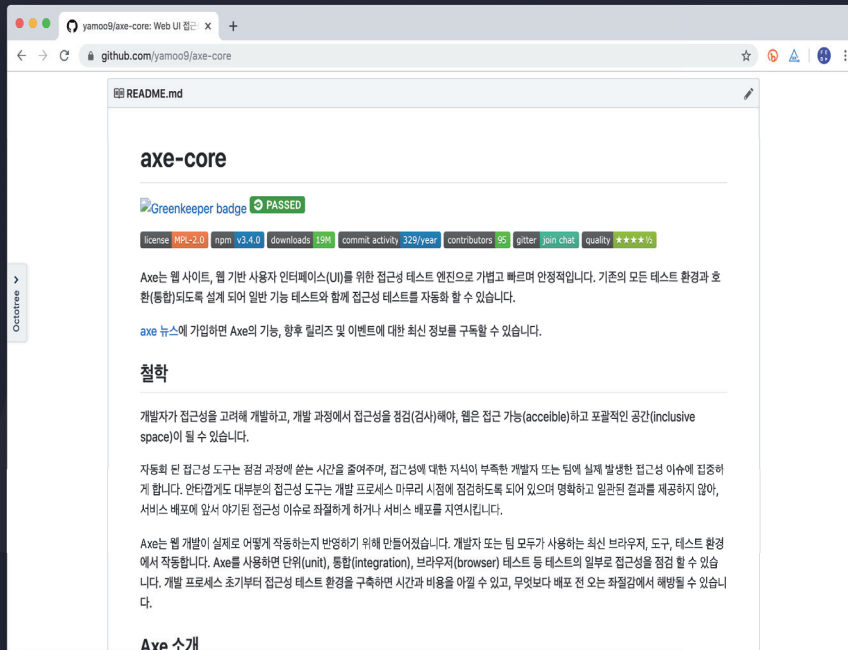 yamoo9/axe-core: Web UI 접근
github.com/yamoo9/axe-core
README.md
axe-core
Greenkeeper badge PASSED
license MPL-2.0 npm v3.4.0 downloads 19M commit activity 329/year contributors 95 gitter join chat quality ★★★★½
Axe는 웹 사이트, 웹 기반 사용자 인터페이스(UI)를 위한 접근성 테스트 엔진으로 가볍고 빠르며 안정적입니다. 기존의 모든 테스트 환경과 호
환(통합)되도록 설계 되어 일반 기능 테스트와 함께 접근성 테스트를 자동화 할 수 있습니다.
axe 뉴스에 가입하면 Axe의 기능, 향후 릴리즈 및 이벤트에 대한 최신 정보를 구독할 수 있습니다.
Octotree
철학
개발자가 접근성을 고려해 개발하고, 개발 과정에서 접근성을 점검(검사)해야, 웹은 접근 가능(acceible)하고 포괄적인 공간(inclusive
space)이 될 수 있습니다.
자동화 된 접근성 도구는 점검 과정에 쏟는 시간을 줄여주며, 접근성에 대한 지식이 부족한 개발자 또는 팀에 실제 발생한 접근성 이슈에 집중하
게 합니다. 안타깝게도 대부분의 접근성 도구는 개발 프로세스 마무리 시점에 점검하도록 되어 있으며 명확하고 일관된 결과를 제공하지 않아,
서비스 배포에 앞서 야기된 접근성 이슈로 좌절하게 하거나 서비스 배포를 지연시킵니다.
Axe는 웹 개발이 실제로 어떻게 작동하는지 반영하기 위해 만들어졌습니다. 개발자 또는 팀 모두가 사용하는 최신 브라우저, 도구, 테스트 환경
에서 작동합니다. Axe를 사용하면 단위(unit), 통합(integration), 브라우저(browser) 테스트 등 테스트의 일부로 접근성을 점검 할 수 있습
니다. 개발 프로세스 초기부터 접근성 테스트 환경을 구축하면 시간과 비용을 아낄 수 있고, 무엇보다 배포 전 오는 좌절감에서 해방될 수 있습니
다.
Axe 소개